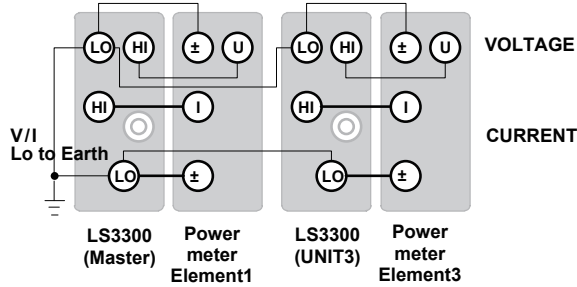 LO HI ± U LO HI ± U VOLTAGE
HI I HI I
V/I
Lo to Earth
CURRENT
LO ± LO ±
LS3300
(Master)
Power
meter
Element1
LS3300
(UNIT3)
Power
meter
Element3